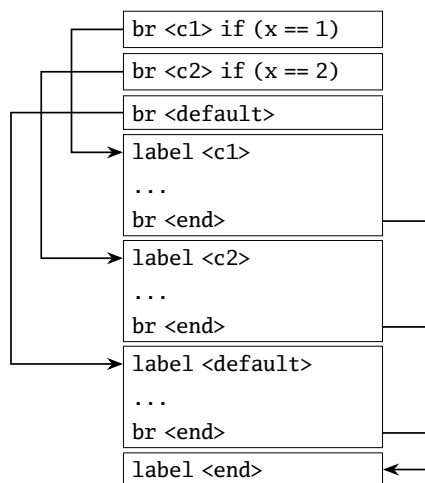 br <c1> if (x == 1)
br <c2> if (x == 2)
br <default>
label <c1>
...
br <end>
label <c2>
...
br <end>
label <default>
...
br <end>
label <end>